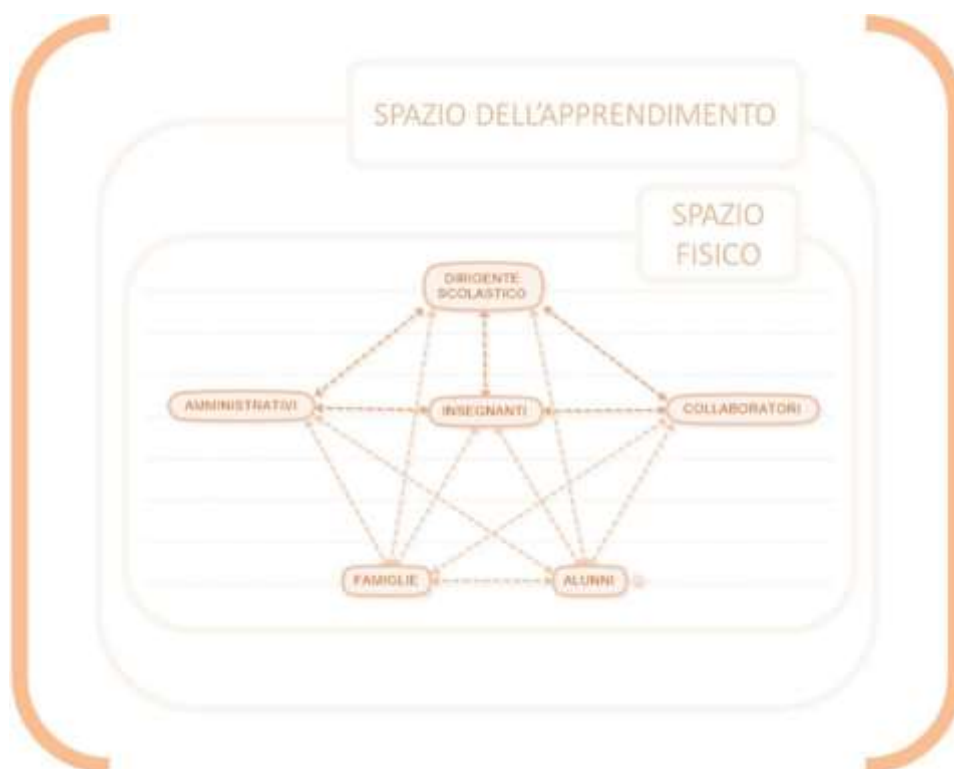 SPAZIO DELL'APPRENDIMENTO
SPAZIO
FISICO
DIRIGENTE
SCOLASTICO
AMMINISTRATIVI
INSEGNANTI
COLLABORATORI
FAMIGLIE
ALUNNI